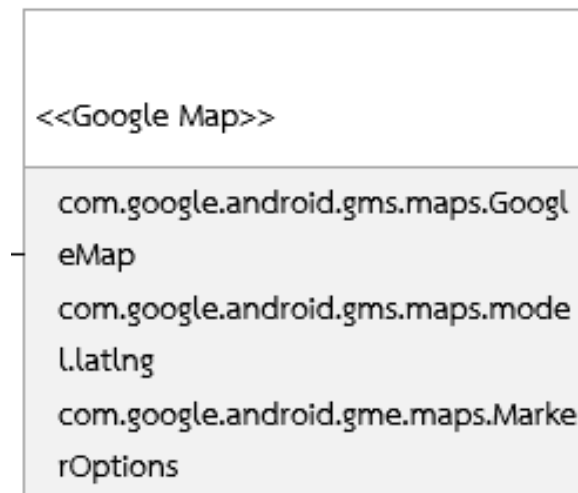 <<Google Map>>
com.google.android.gms.maps.Googl
eMap
com.google.android.gms.maps.mode
l.latlng
com.google.android.gme.maps.Marke
rOptions